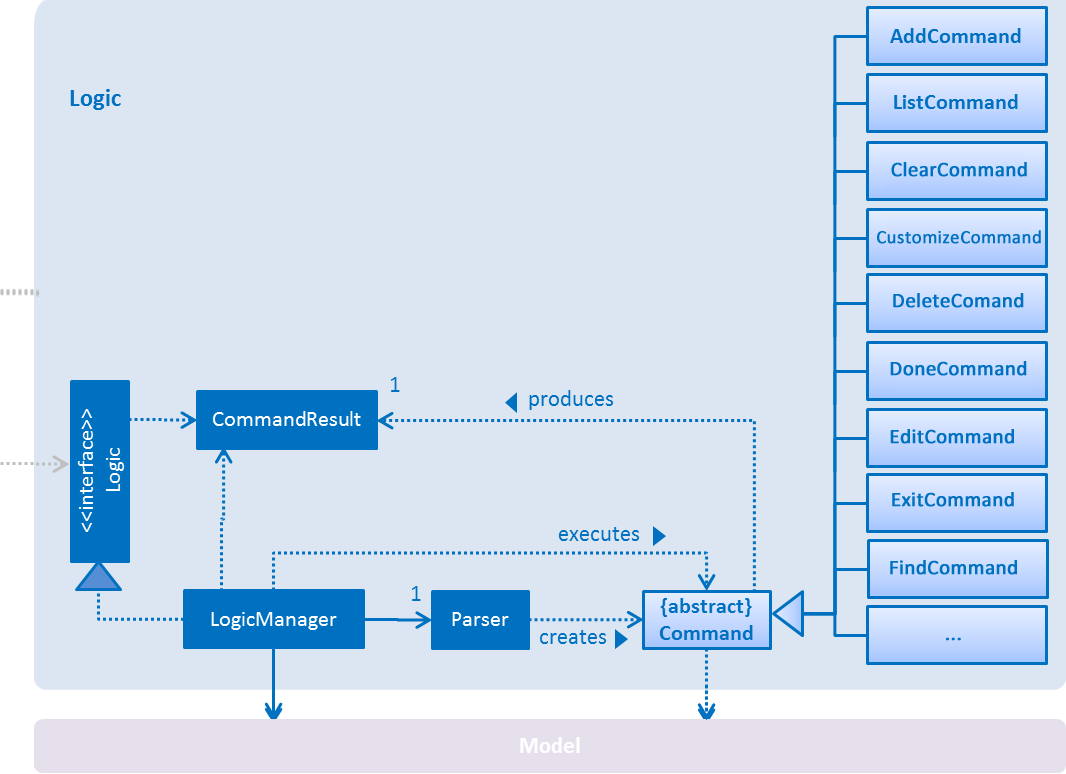 Logic
AddCommand
ListCommand
ClearCommand
CustomizeCommand
DeleteComand
DoneCommand
EditCommand
ExitCommand
FindCommand
...
<<interface>>
Logic
CommandResult
1
produces
executes
LogicManager
1
Parser
creates
{abstract}
Command
Model